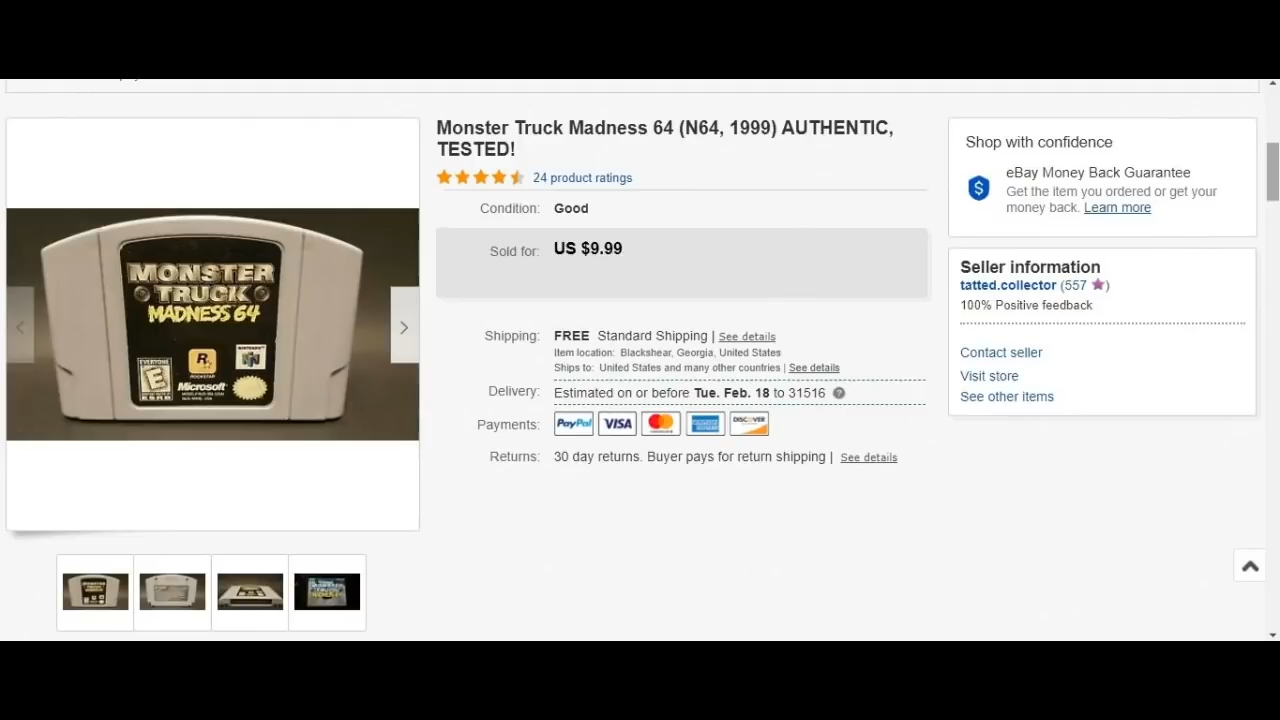 Monster Truck Madness 64 (N64, 1999) AUTHENTIC,
TESTED!
24 product ratings
Condition: Good
Sold for: US $9.99
Shipping: FREE Standard Shipping | See details
Item location: Blackshear, Georgia, United States
Ships to: United States and many other countries | See details
Delivery: Estimated on or before Tue. Feb. 18 to 31516
Payments: PayPal VISA DISCOVER
Returns: 30 day returns. Buyer pays for return shipping | See details
Shop with confidence
eBay Money Back Guarantee
Get the item you ordered or get your
money back. Learn more
Seller information
tatted.collector (557)
100% Positive feedback
Contact seller
Visit store
See other items
MONSTER
TRUCK
MADNESS 64
EVERYONE
E
ESRB
R
ROCKSTAR
NINTENDO
Microsoft